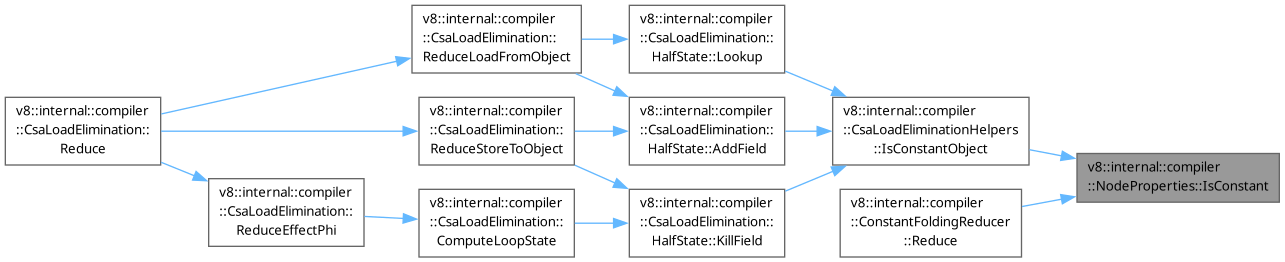 v8::internal::compiler
::CsaLoadElimination::
Reduce
v8::internal::compiler
::CsaLoadElimination::
ReduceLoadFromObject
v8::internal::compiler
::CsaLoadElimination::
ReduceStoreToObject
v8::internal::compiler
::CsaLoadElimination::
ReduceEffectPhi
v8::internal::compiler
::CsaLoadElimination::
ComputeLoopState
v8::internal::compiler
::CsaLoadElimination::
HalfState::Lookup
v8::internal::compiler
::CsaLoadElimination::
HalfState::AddField
v8::internal::compiler
::CsaLoadElimination::
HalfState::KillField
v8::internal::compiler
::CsaLoadEliminationHelpers
::IsConstantObject
v8::internal::compiler
::ConstantFoldingReducer
::Reduce
v8::internal::compiler
::NodeProperties::IsConstant